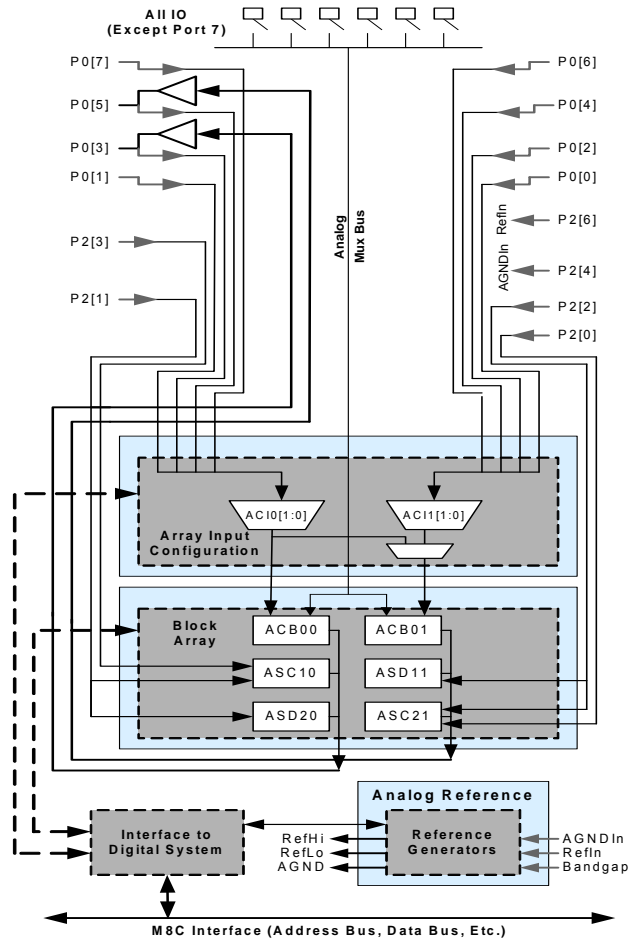 All IO
(Except Port 7)
P0[7]
P0[5]
P0[3]
P0[1]
P2[3]
P2[1]
P0[6]
P0[4]
P0[2]
P0[0]
P2[6]
P2[4]
P2[2]
P2[0]
AGNDIn RefIn
Analog
Mux Bus
ACI0[1:0]
ACI1[1:0]
Array Input
Configuration
Block
Array
ACB00
ACB01
ASC10
ASD11
ASD20
ASC21
Analog Reference
Interface to
Digital System
RefHi
RefLo
AGND
Reference
Generators
AGNDIn
RefIn
Bandgap
M8C Interface (Address Bus, Data Bus, Etc.)